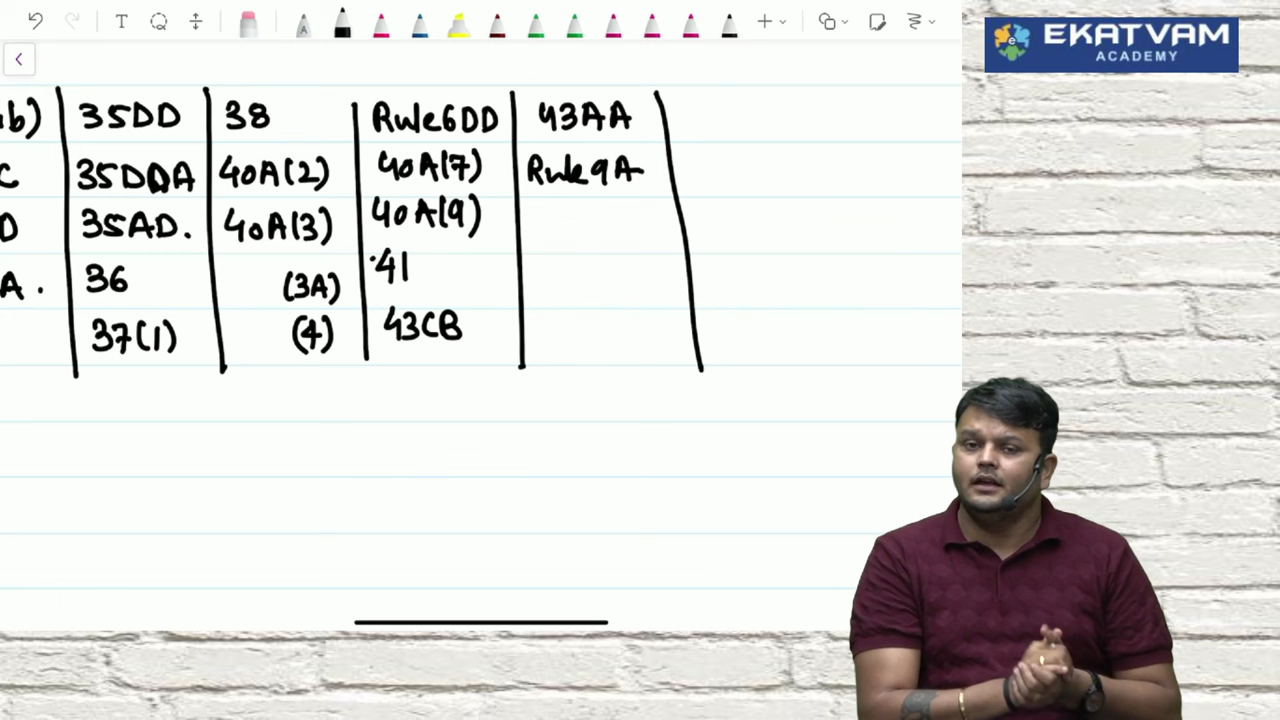 EKATVAM
ACADEMY
ab) 35DD 38 Rule6DD 43AA
C 35DDA 40A(2) 40A(7) Rule9A
D 35AD. 40A(3) 40A(9)
A. 36 (3A) 41
37(1) (4) 43CB